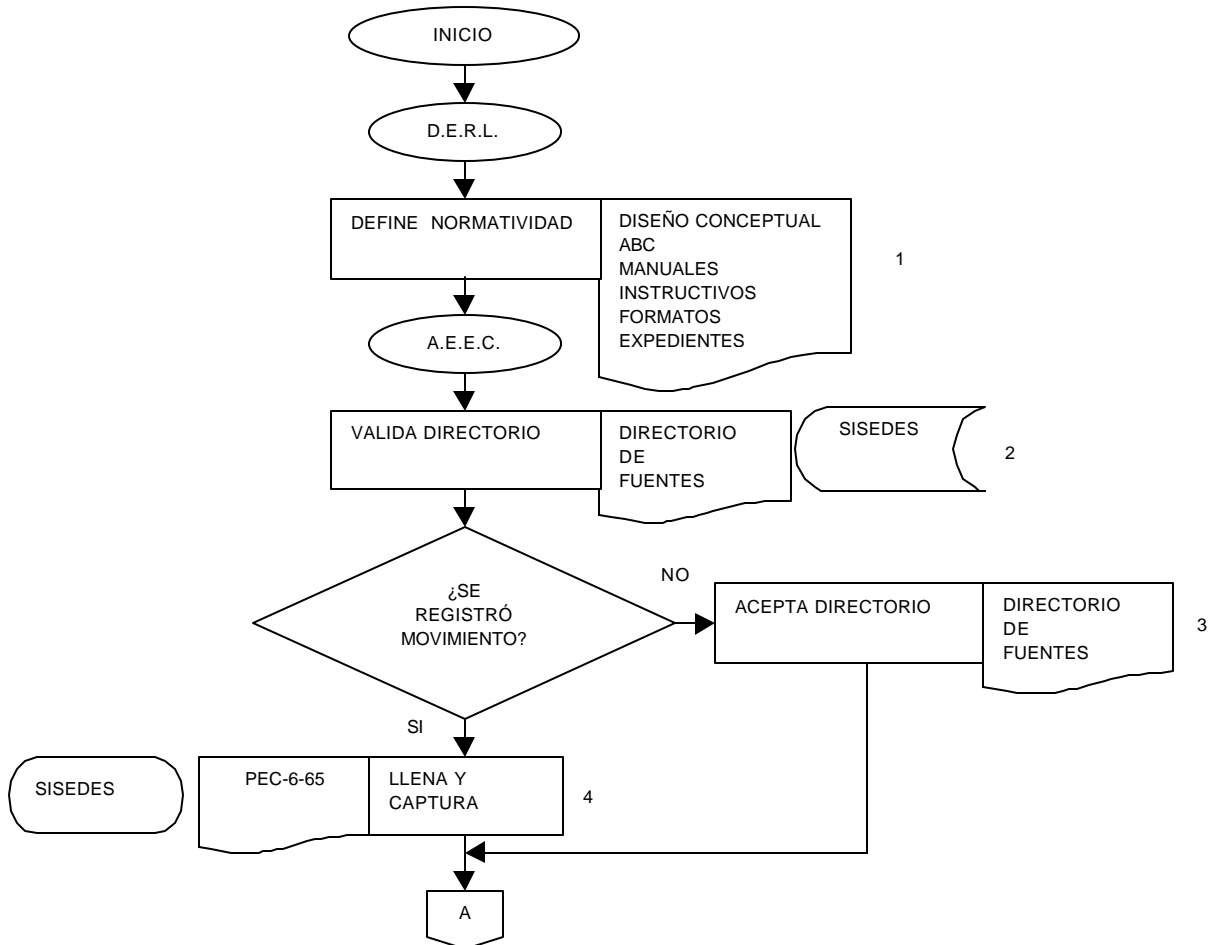 INICIO
D.E.R.L.
DEFINE NORMATIVIDAD
DISEÑO CONCEPTUAL
ABC
MANUALES
INSTRUCTIVOS
FORMATOS
EXPEDIENTES
1
A.E.E.C.
VALIDA DIRECTORIO
DIRECTORIO
DE
FUENTES
SISEDES
2
¿SE
REGISTRÓ
MOVIMIENTO?
NO
ACEPTA DIRECTORIO
DIRECTORIO
DE
FUENTES
3
SI
SISEDES
PEC-6-65
LLENA Y
CAPTURA
4
A